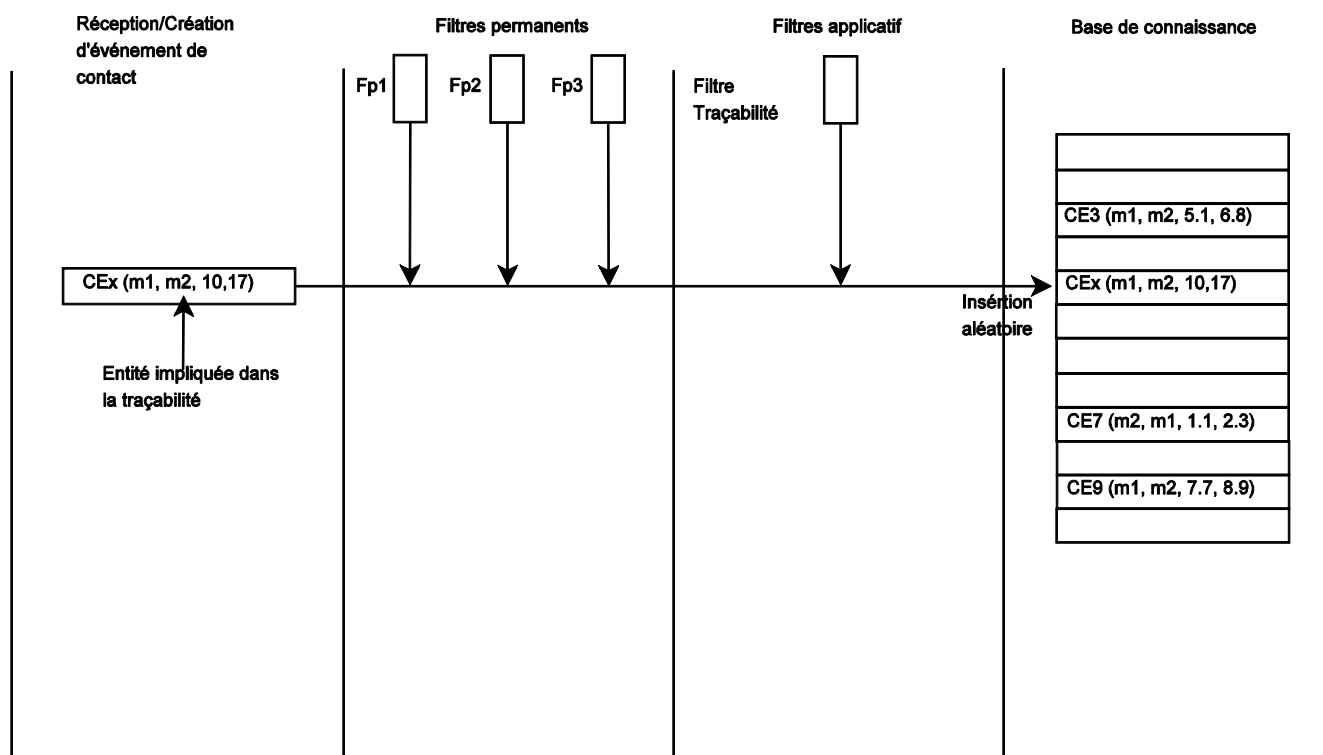 Réception/Création
d'événement de
contact
Filtres permanents
Filtres applicatif
Base de connaissance
Fp1
Fp2
Fp3
Filtre
Traçabilité
CE3 (m1, m2, 5.1, 6.8)
CEx (m1, m2, 10,17)
CEx (m1, m2, 10,17)
Insértion
aléatoire
Entité impliquée dans
la traçabilité
CE7 (m2, m1, 1.1, 2.3)
CE9 (m1, m2, 7.7, 8.9)